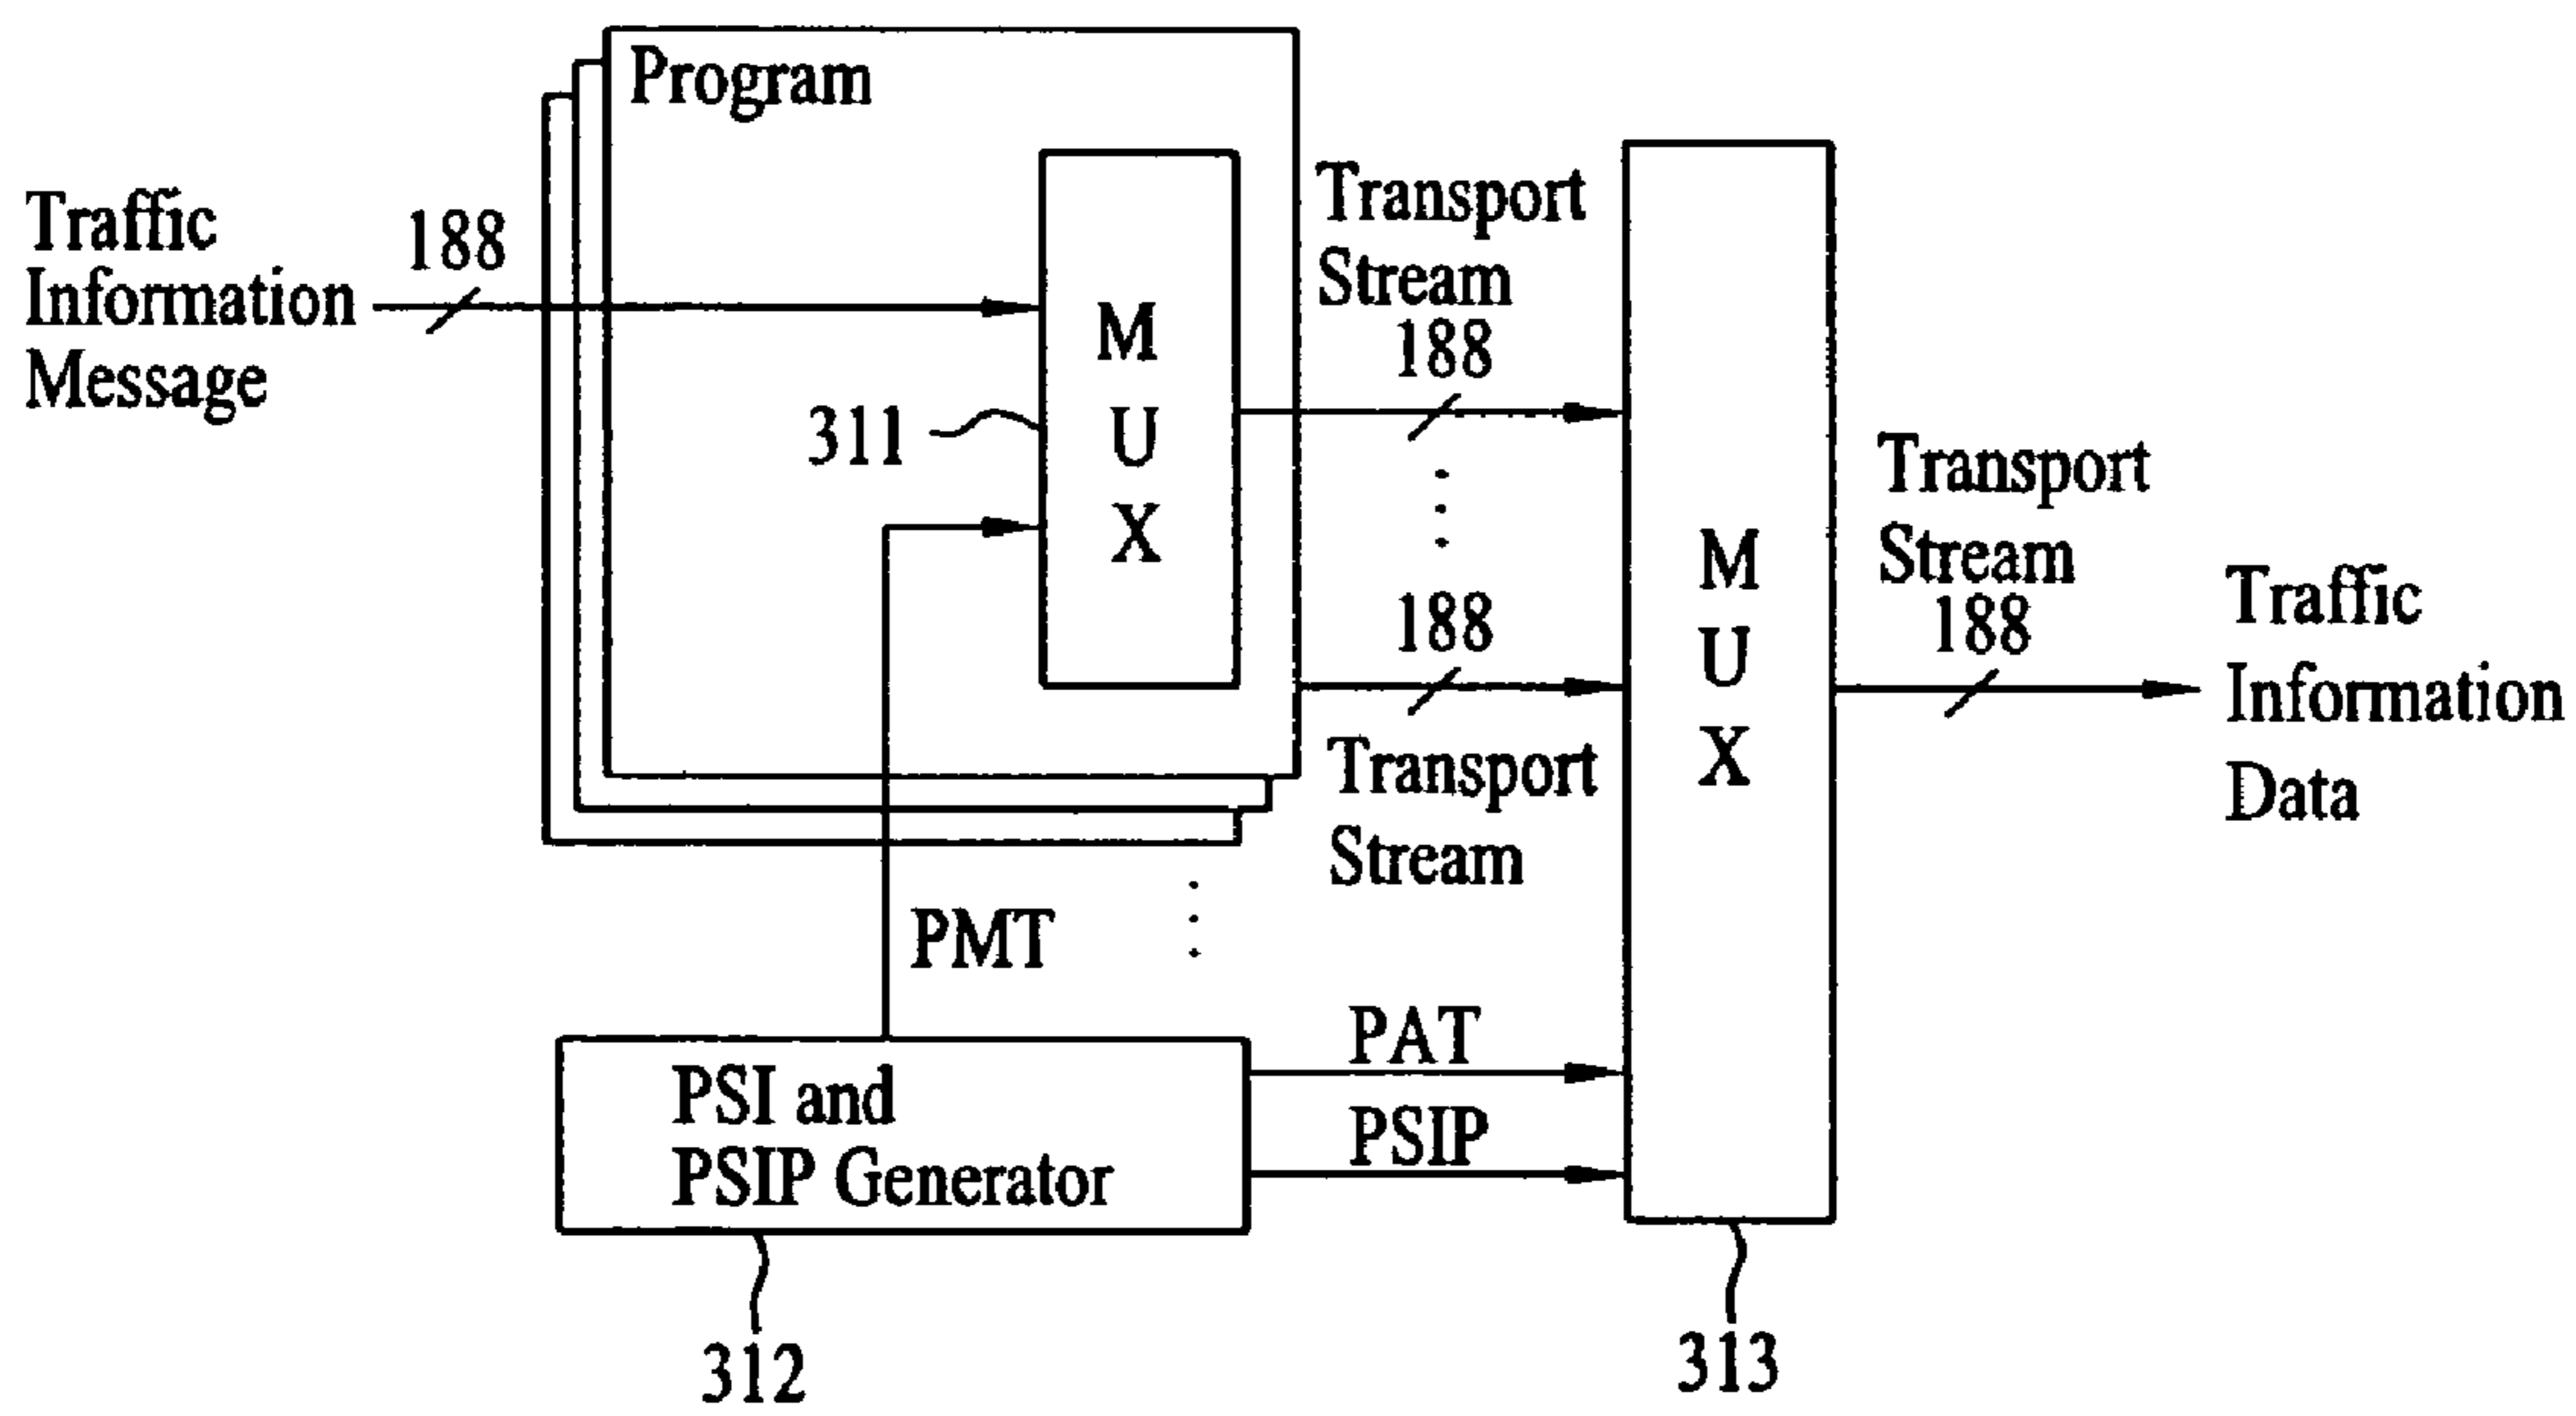 Program
Traffic
Information
Message
188
311
M
U
X
Transport
Stream
188
188
Transport
Stream
M
U
X
Transport
Stream
188
Traffic
Information
Data
PMT
PAT
PSIP
PSI and
PSIP Generator
312
313